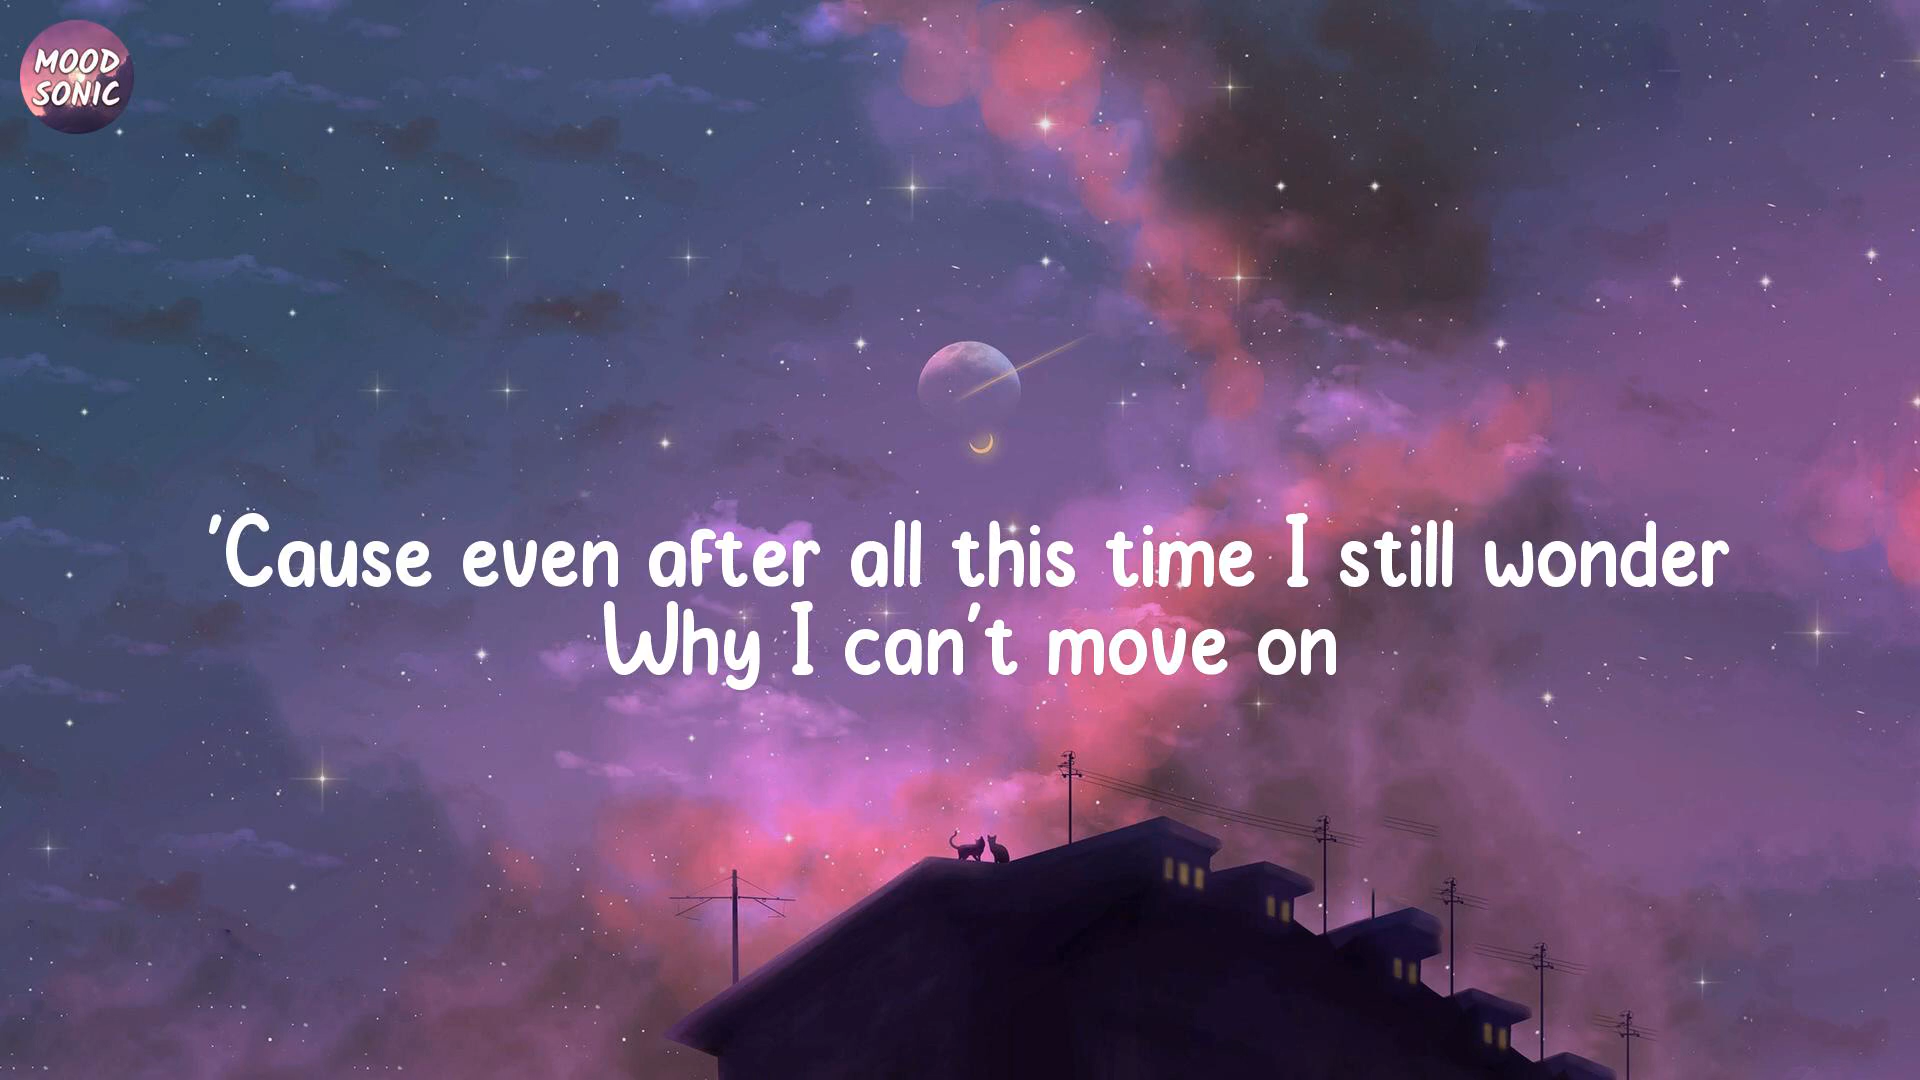 MOOD
SONIC
'Cause even after all this time I still wonder
Why I can't move on